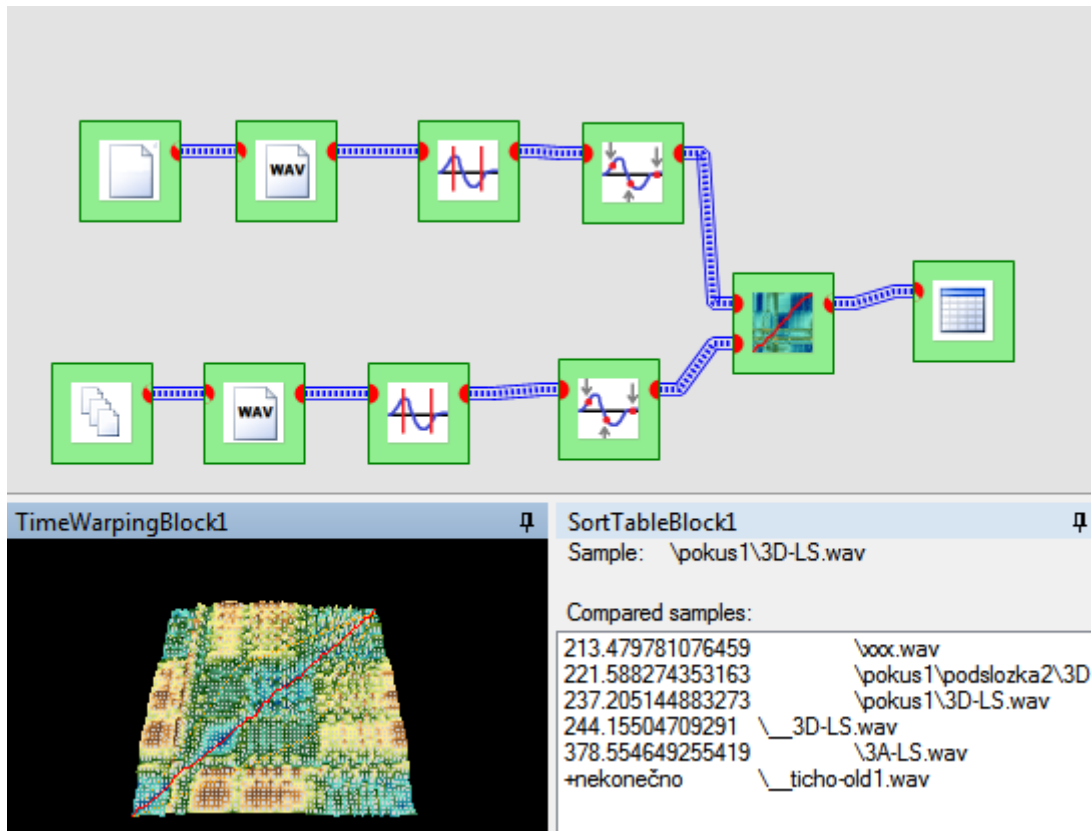 WAV
WAV
TimeWarpingBlock1
SortTableBlock1
Sample: \pokus1\3D-LS.wav
Compared samples:
213.479781076459 \xxx.wav
221.588274353163 \pokus1\podslozka2\3D
237.205144883273 \pokus1\3D-LS.wav
244.15504709291 \__3D-LS.wav
378.554649255419 \3A-LS.wav
+nekonečno \__ticho-old1.wav